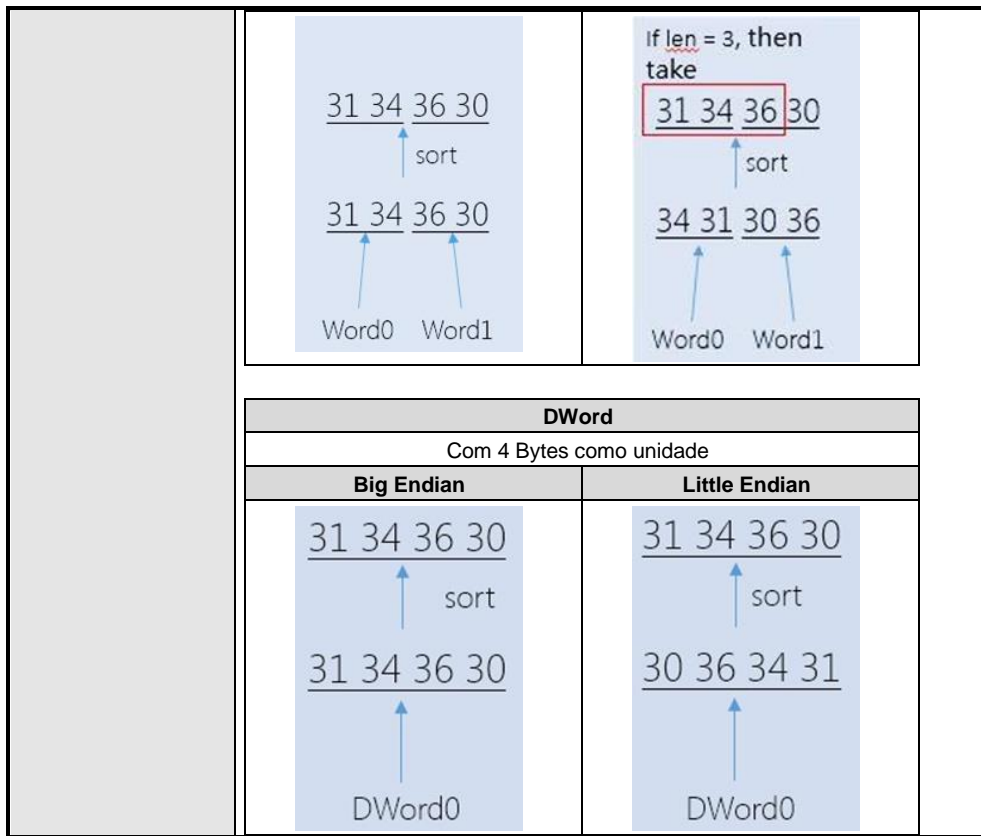 31 34 36 30
sort
31 34 36 30
Word0 Word1
If len = 3, then
take
31 34 36 30
sort
34 31 30 36
Word0 Word1
DWord
Com 4 Bytes como unidade
Big Endian
Little Endian
31 34 36 30
sort
31 34 36 30
DWord0
31 34 36 30
sort
30 36 34 31
DWord0